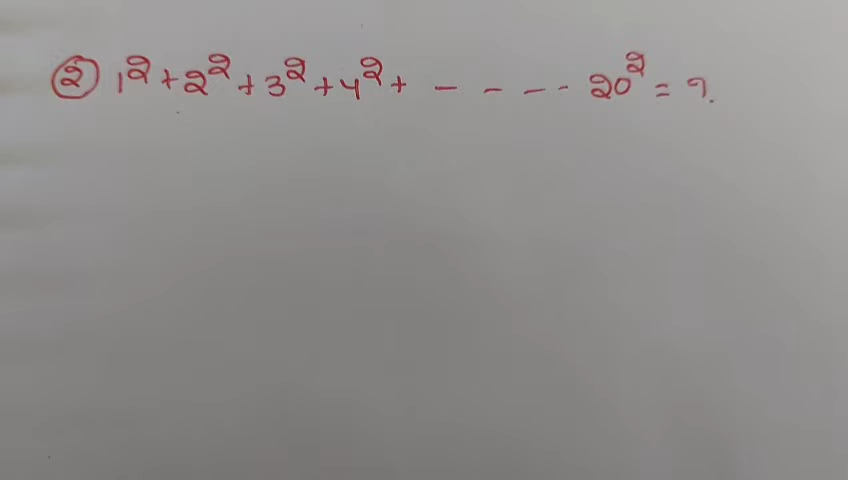 ② 1² + 2² + 3² + 4² + - - - - 20² = ?